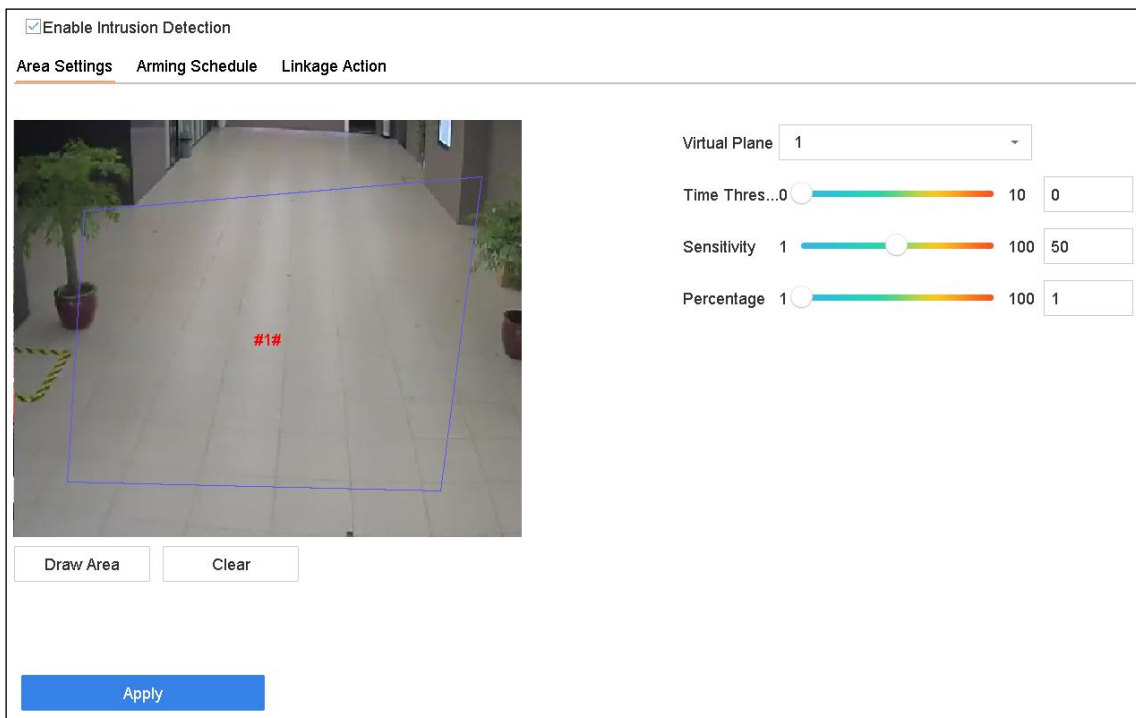 Enable Intrusion Detection
Area Settings Arming Schedule Linkage Action
Virtual Plane 1
Time Thres...0 10 0
Sensitivity 1 100 50
Percentage 1 100 1
#1#
Draw Area Clear
Apply